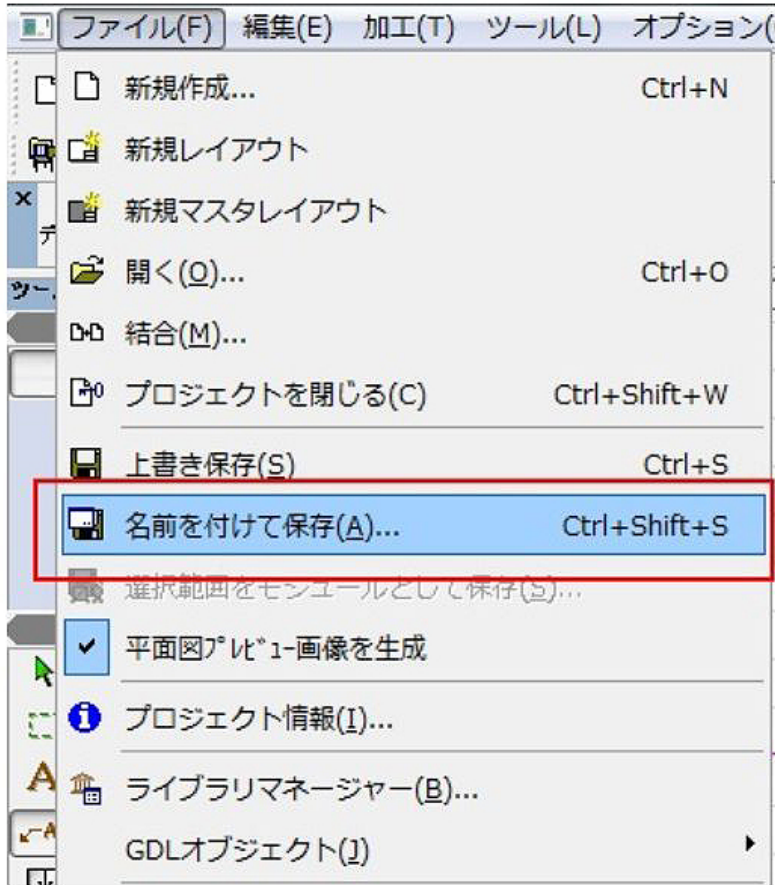 ファイル(F) 編集(E) 加工(T) ツール(L) オプション(
新規作成... Ctrl+N
新規レイアウト
新規マスタレイアウト
開く(O)... Ctrl+O
結合(M)...
プロジェクトを閉じる(C) Ctrl+Shift+W
上書き保存(S) Ctrl+S
名前を付けて保存(A)... Ctrl+Shift+S
選択範囲をモジュールとして保存(S)...
平面図ﾌﾟﾚﾋﾞｭｰ画像を生成
プロジェクト情報(I)...
ライブラリマネージャー(B)...
GDLオブジェクト(J)